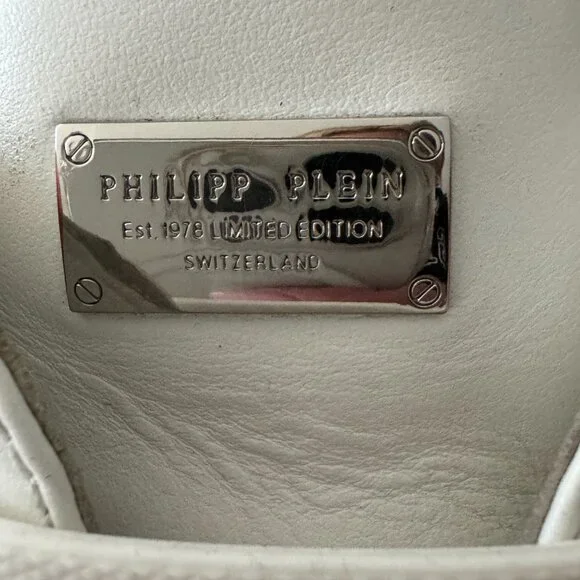 PHILIPP PLEIN
Est. 1978 LIMITED EDITION
SWITZERLAND